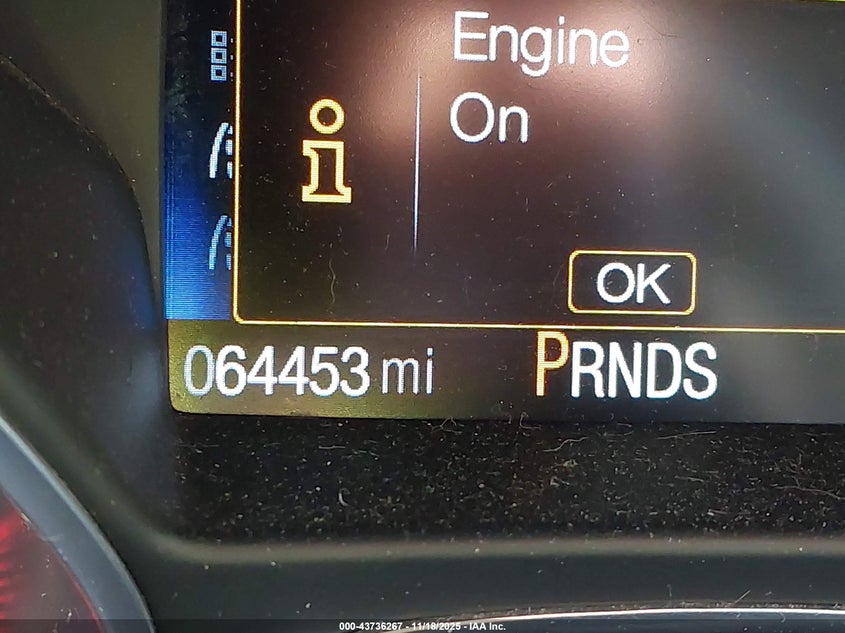 Engine
On
OK
064453 mi
PRNDS
000-43736267 - 11/18/2025 - IAA Inc.